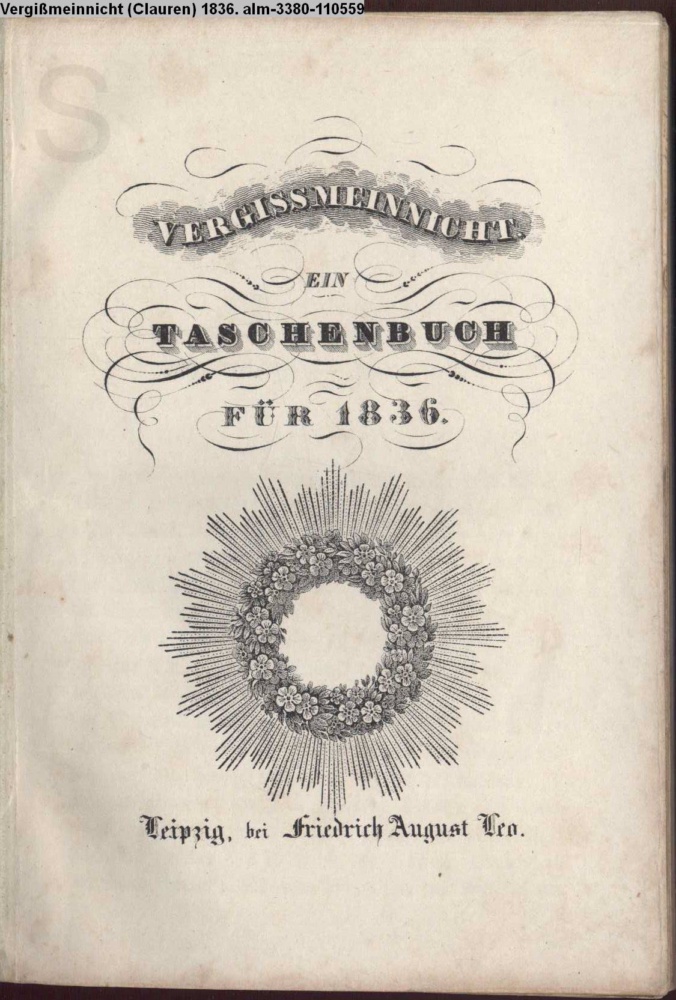 Vergißmeinnicht (Clauren) 1836. alm-3380-110559
S
VERGISSMEINNICHT.
EIN
TASCHENBUCH
FÜR 1836.
Leipzig, bei Friedrich August Leo.